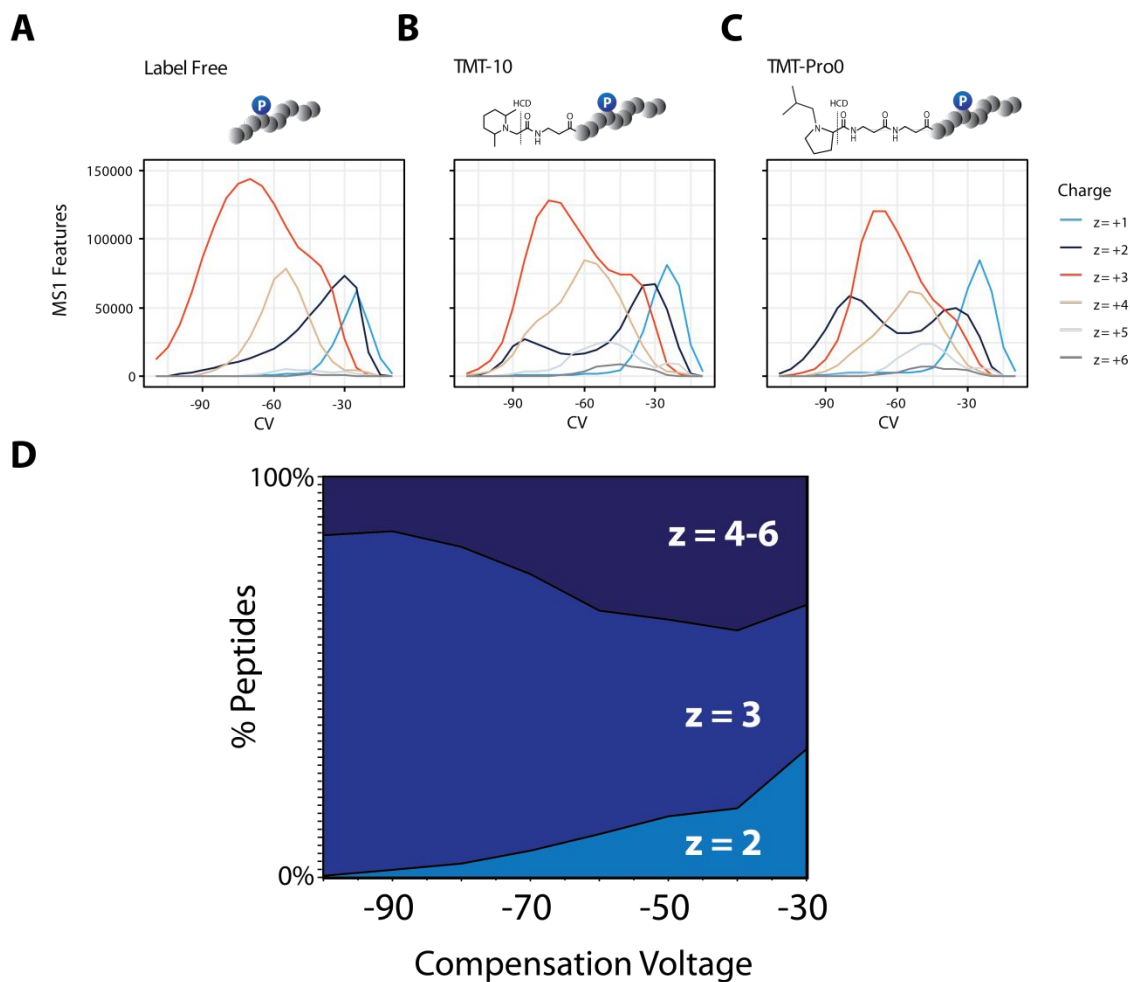 A
B
C
Label Free
TMT-10
TMT-Pro0
P
HCD
N
O
N
H
O
P
HCD
N
O
N
H
O
N
H
O
P
150000
100000
50000
0
MS1 Features
-90
-60
-30
CV
-90
-60
-30
CV
-90
-60
-30
CV
Charge
z= +1
z= +2
z= +3
z= +4
z= +5
z= +6
D
100%
0%
% Peptides
z = 4-6
z = 3
z = 2
-90
-70
-50
-30
Compensation Voltage